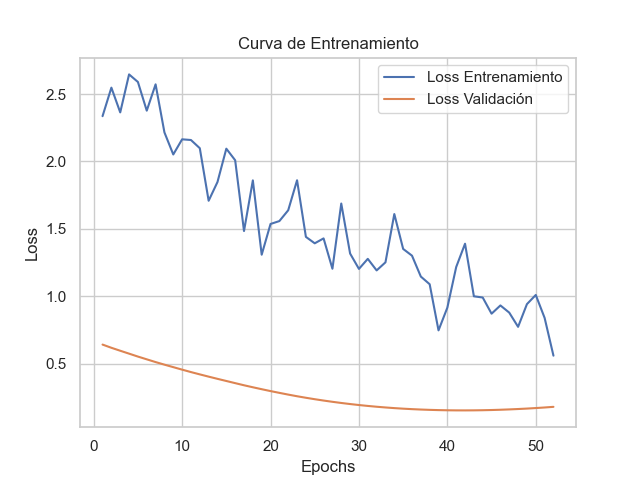 Curva de Entrenamiento
Loss Entrenamiento
Loss Validación
2.5
2.0
1.5
1.0
0.5
Loss
0 10 20 30 40 50
Epochs